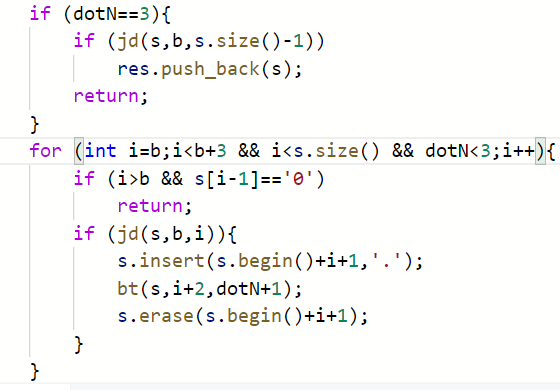 if (dotN==3){
    if (jd(s,b,s.size()-1))
        res.push_back(s);
    return;
}
for (int i=b;i<b+3 && i<s.size() && dotN<3;i++){
    if (i>b && s[i-1]=='0')
        return;
    if (jd(s,b,i)){
        s.insert(s.begin()+i+1,'.');
        bt(s,i+2,dotN+1);
        s.erase(s.begin()+i+1);
    }
}